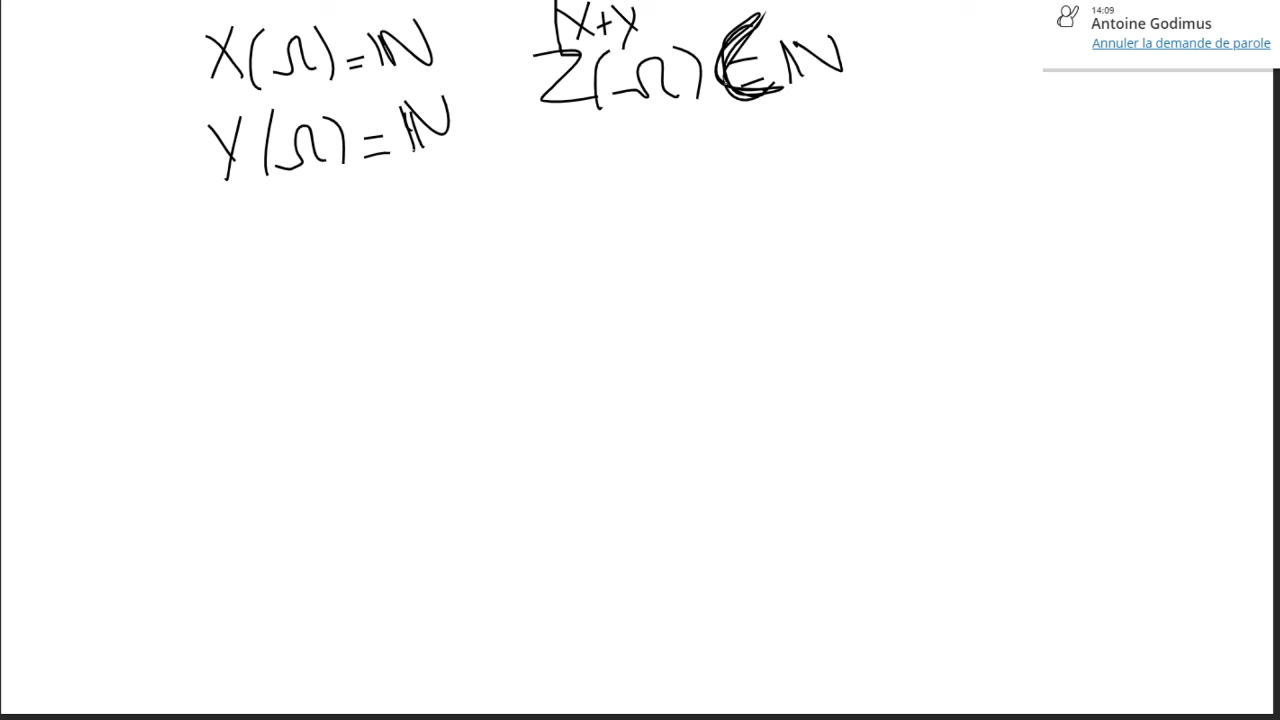 X(Ω)=ℕ
Y(Ω)=ℕ
X+Y
Z(Ω) ⊂ ℕ
14:09
Antoine Godimus
Annuler la demande de parole